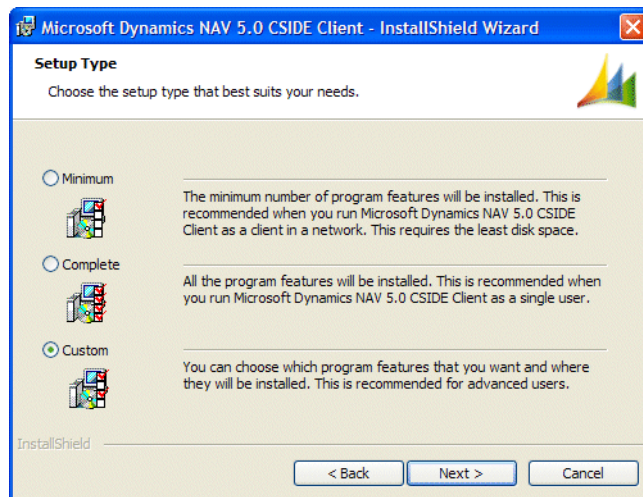 Microsoft Dynamics NAV 5.0 CSIDE Client - InstallShield Wizard
Setup Type
Choose the setup type that best suits your needs.
Minimum
The minimum number of program features will be installed. This is
recommended when you run Microsoft Dynamics NAV 5.0 CSIDE
Client as a client in a network. This requires the least disk space.
Complete
All the program features will be installed. This is recommended when
you run Microsoft Dynamics NAV 5.0 CSIDE Client as a single user.
Custom
You can choose which program features that you want and where
they will be installed. This is recommended for advanced users.
InstallShield
< Back
Next >
Cancel